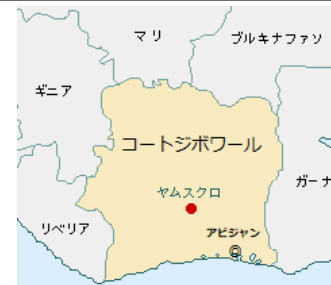 マリ
ブルキナファソ
ギニア
コートジボワール
ガーナ
ヤムスクロ
リベリア
アビジャン